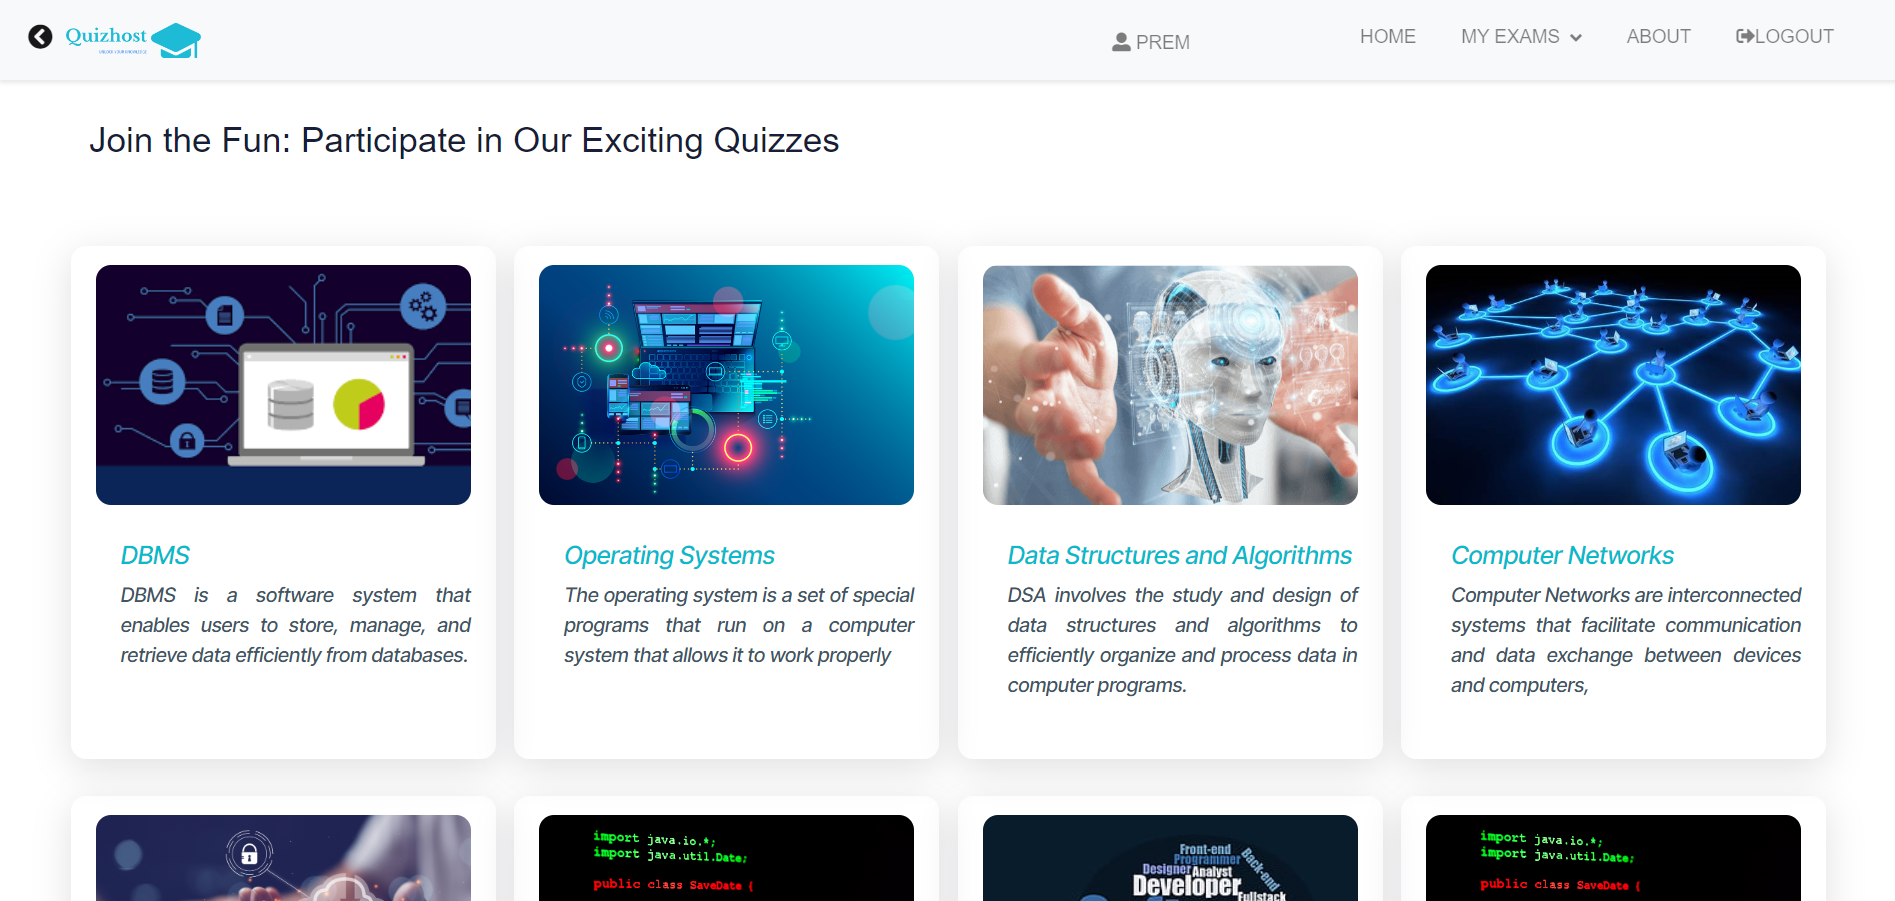 Quizhost
UNLOCK YOUR KNOWLEDGE
PREM
HOME
MY EXAMS
ABOUT
LOGOUT
Join the Fun: Participate in Our Exciting Quizzes
DBMS
DBMS is a software system that
enables users to store, manage, and
retrieve data efficiently from databases.
Operating Systems
The operating system is a set of special
programs that run on a computer
system that allows it to work properly
Data Structures and Algorithms
DSA involves the study and design of
data structures and algorithms to
efficiently organize and process data in
computer programs.
Computer Networks
Computer Networks are interconnected
systems that facilitate communication
and data exchange between devices
and computers,
import java.io.*;
import java.util.Date;
public class SaveDate {
Front-end
Programmer
Back-end
Designer
Analyst
Developer
Fullstack
import java.io.*;
import java.util.Date;
public class SaveDate {